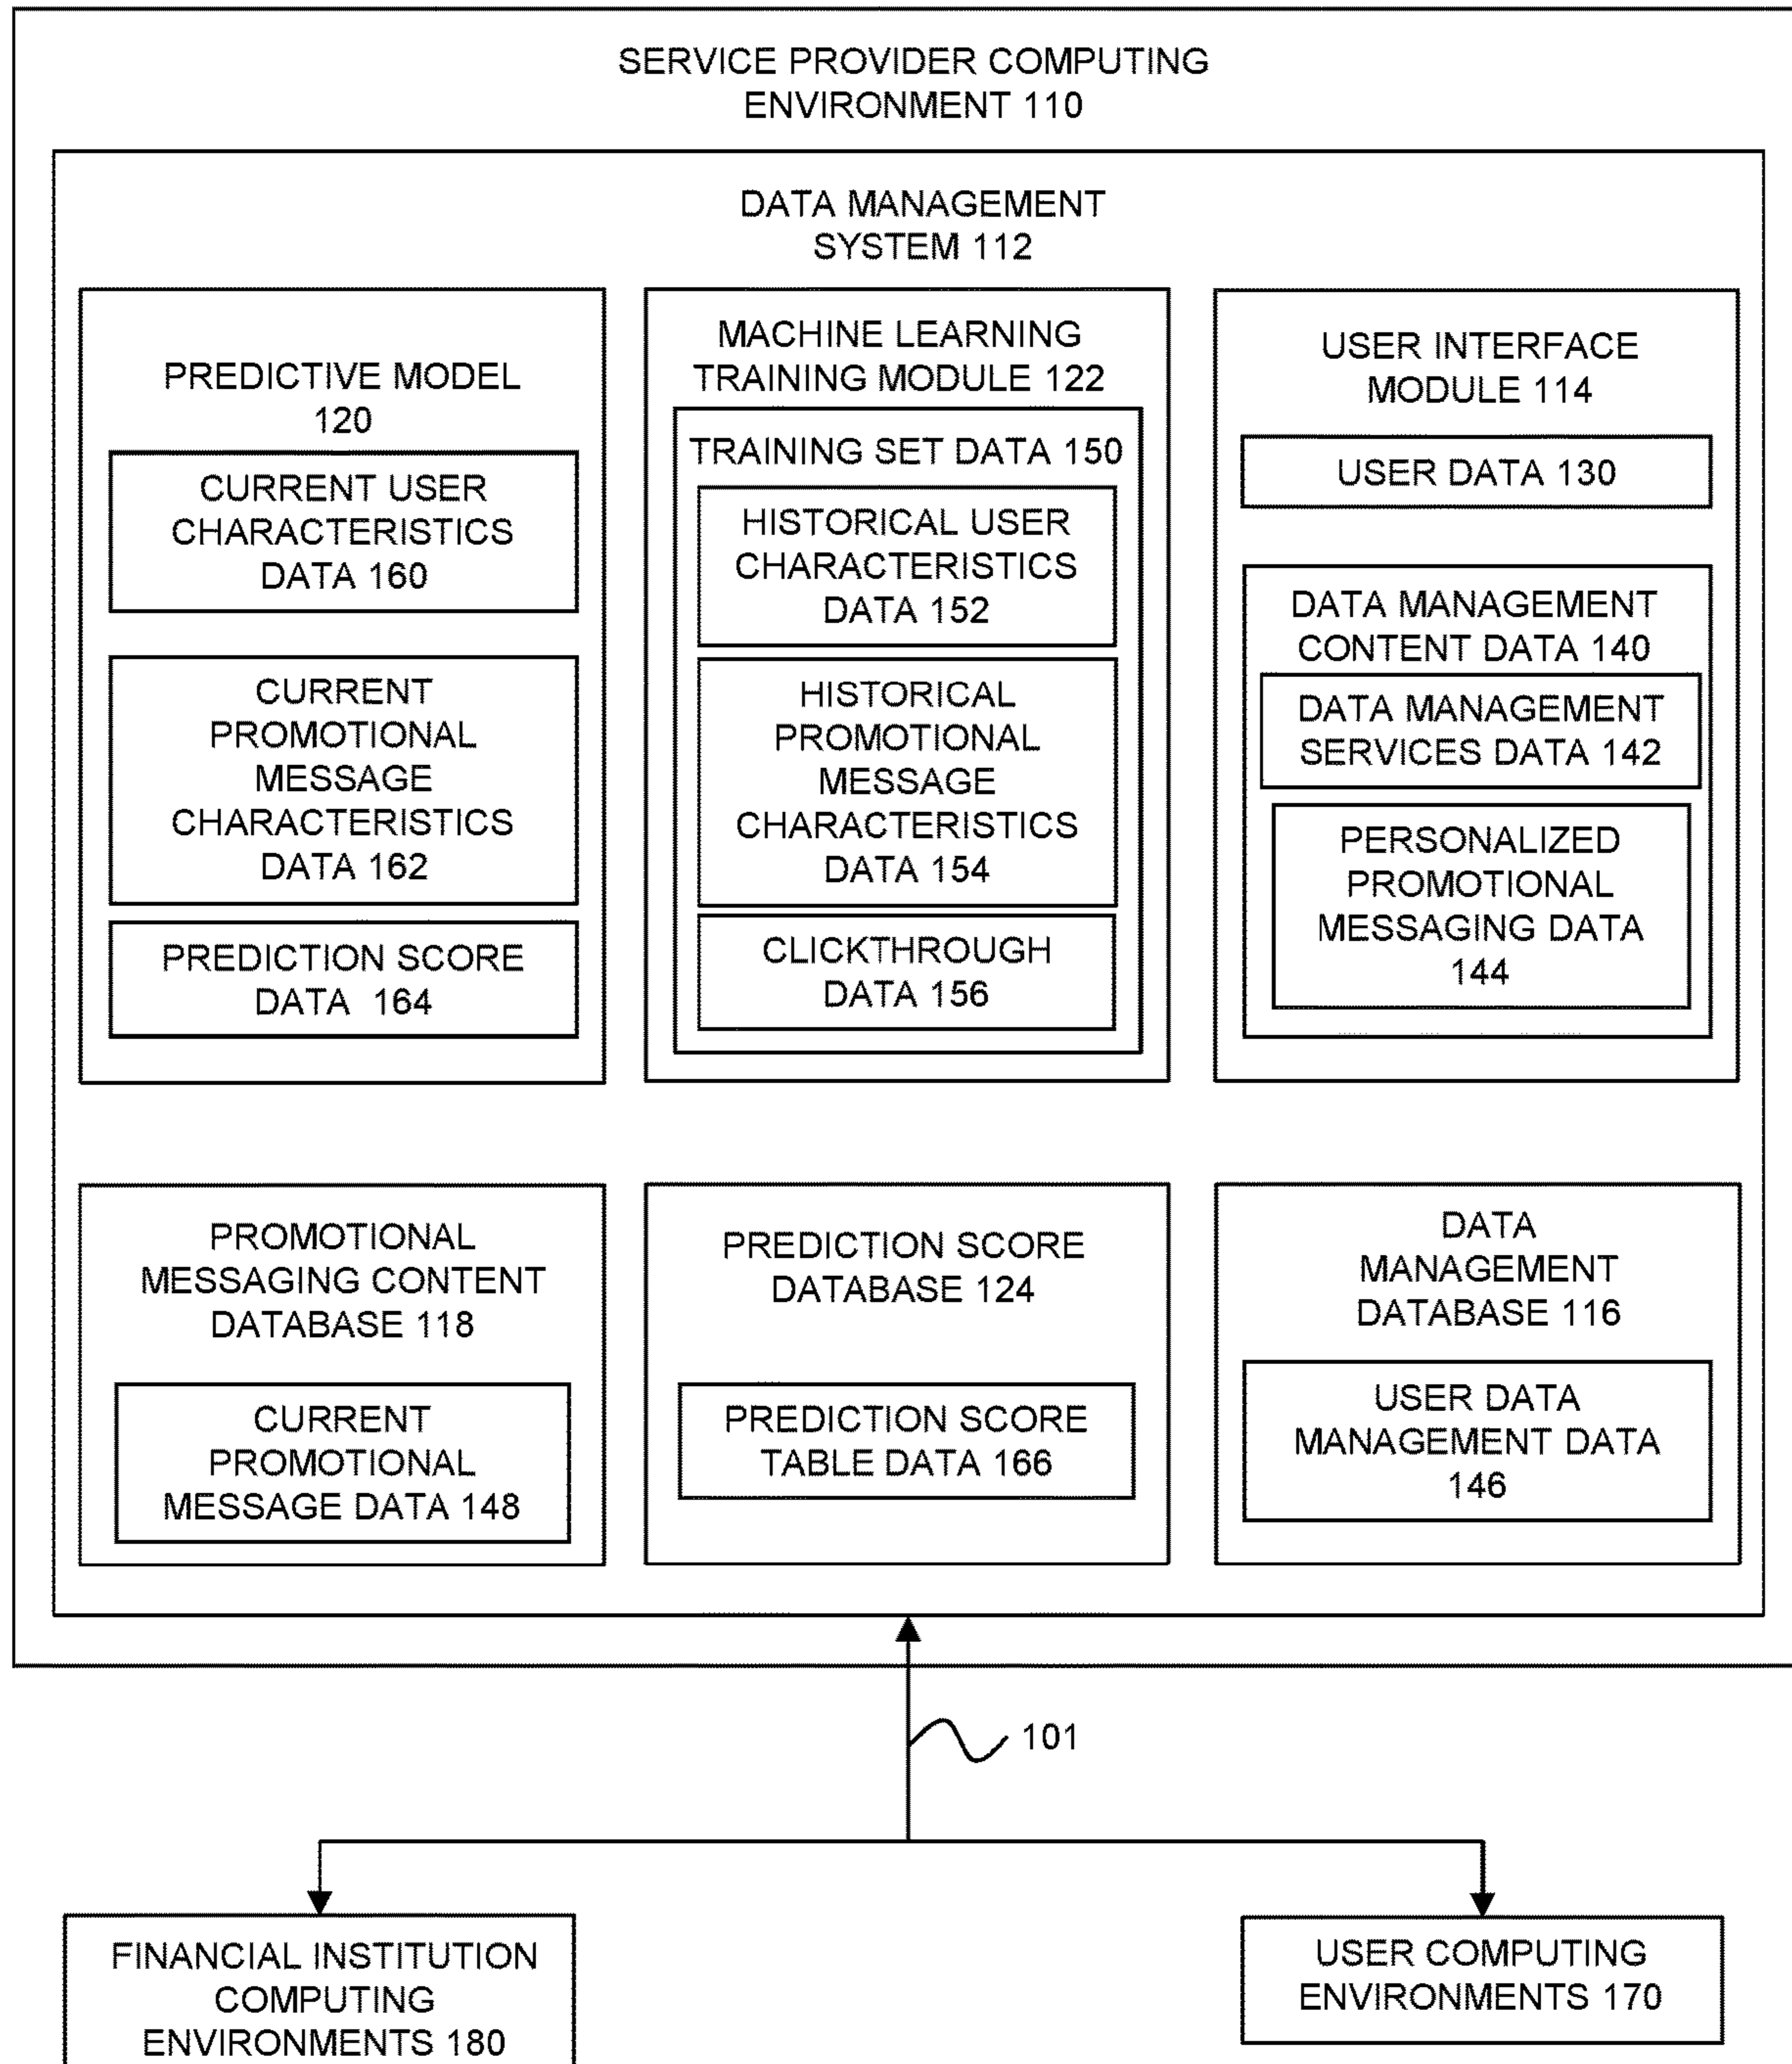 SERVICE PROVIDER COMPUTING
ENVIRONMENT 110
DATA MANAGEMENT
SYSTEM 112
PREDICTIVE MODEL
120
CURRENT USER
CHARACTERISTICS
DATA 160
CURRENT
PROMOTIONAL
MESSAGE
CHARACTERISTICS
DATA 162
PREDICTION SCORE
DATA 164
MACHINE LEARNING
TRAINING MODULE 122
TRAINING SET DATA 150
HISTORICAL USER
CHARACTERISTICS
DATA 152
HISTORICAL
PROMOTIONAL
MESSAGE
CHARACTERISTICS
DATA 154
CLICKTHROUGH
DATA 156
USER INTERFACE
MODULE 114
USER DATA 130
DATA MANAGEMENT
CONTENT DATA 140
DATA MANAGEMENT
SERVICES DATA 142
PERSONALIZED
PROMOTIONAL
MESSAGING DATA
144
PROMOTIONAL
MESSAGING CONTENT
DATABASE 118
CURRENT
PROMOTIONAL
MESSAGE DATA 148
PREDICTION SCORE
DATABASE 124
PREDICTION SCORE
TABLE DATA 166
DATA
MANAGEMENT
DATABASE 116
USER DATA
MANAGEMENT DATA
146
101
FINANCIAL INSTITUTION
COMPUTING
ENVIRONMENTS 180
USER COMPUTING
ENVIRONMENTS 170